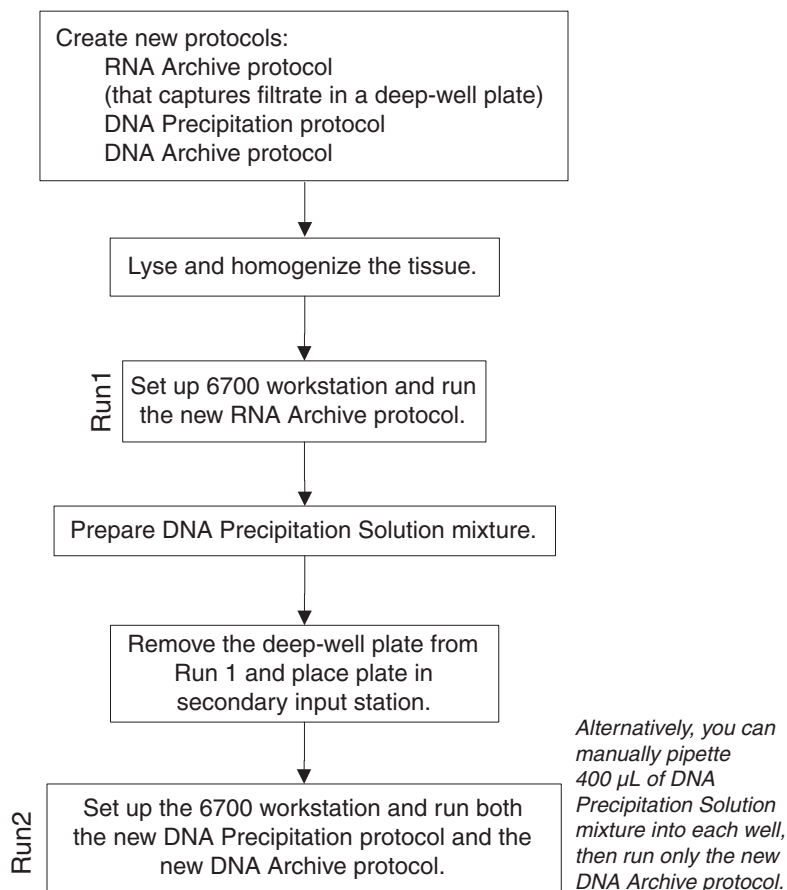 Create new protocols:
RNA Archive protocol
(that captures filtrate in a deep-well plate)
DNA Precipitation protocol
DNA Archive protocol
Lyse and homogenize the tissue.
Run1
Set up 6700 workstation and run
the new RNA Archive protocol.
Prepare DNA Precipitation Solution mixture.
Remove the deep-well plate from
Run 1 and place plate in
secondary input station.
Run2
Set up the 6700 workstation and run both
the new DNA Precipitation protocol and the
new DNA Archive protocol.
Alternatively, you can
manually pipette
400 µL of DNA
Precipitation Solution
mixture into each well,
then run only the new
DNA Archive protocol.